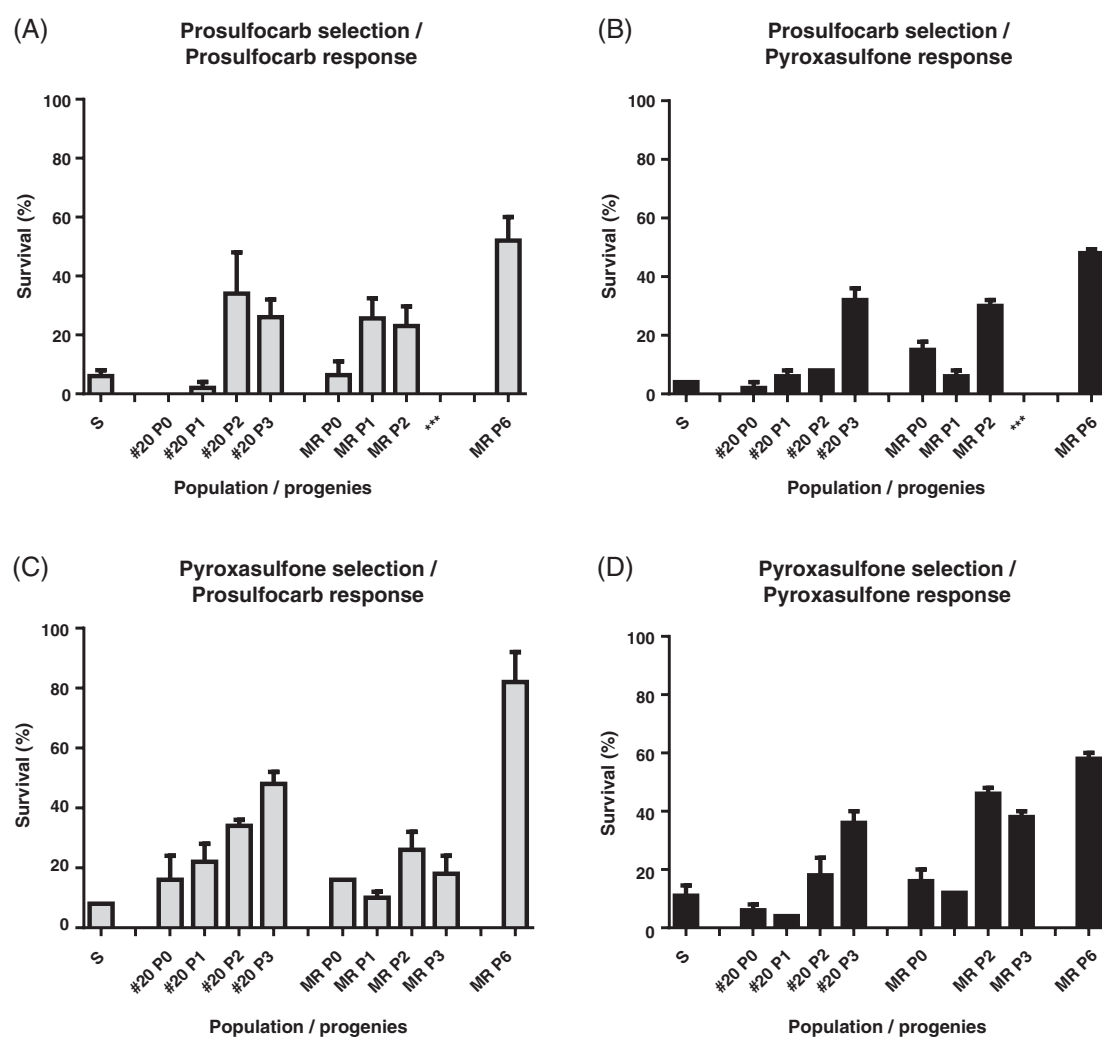 (A)
Prosulfocarb selection /
Prosulfocarb response
100
80
60
40
20
0
Survival (%)
S
#20 P0
#20 P1
#20 P2
#20 P3
MR P0
MR P1
MR P2
***
MR P6
Population / progenies
(B)
Prosulfocarb selection /
Pyroxasulfone response
100
80
60
40
20
0
Survival (%)
S
#20 P0
#20 P1
#20 P2
#20 P3
MR P0
MR P1
MR P2
***
MR P6
Population / progenies
(C)
Pyroxasulfone selection /
Prosulfocarb response
100
80
60
40
20
0
Survival (%)
S
#20 P0
#20 P1
#20 P2
#20 P3
MR P0
MR P1
MR P2
MR P3
MR P6
Population / progenies
(D)
Pyroxasulfone selection /
Pyroxasulfone response
100
80
60
40
20
0
Survival (%)
S
#20 P0
#20 P1
#20 P2
#20 P3
MR P0
MR P2
MR P3
MR P6
Population / progenies